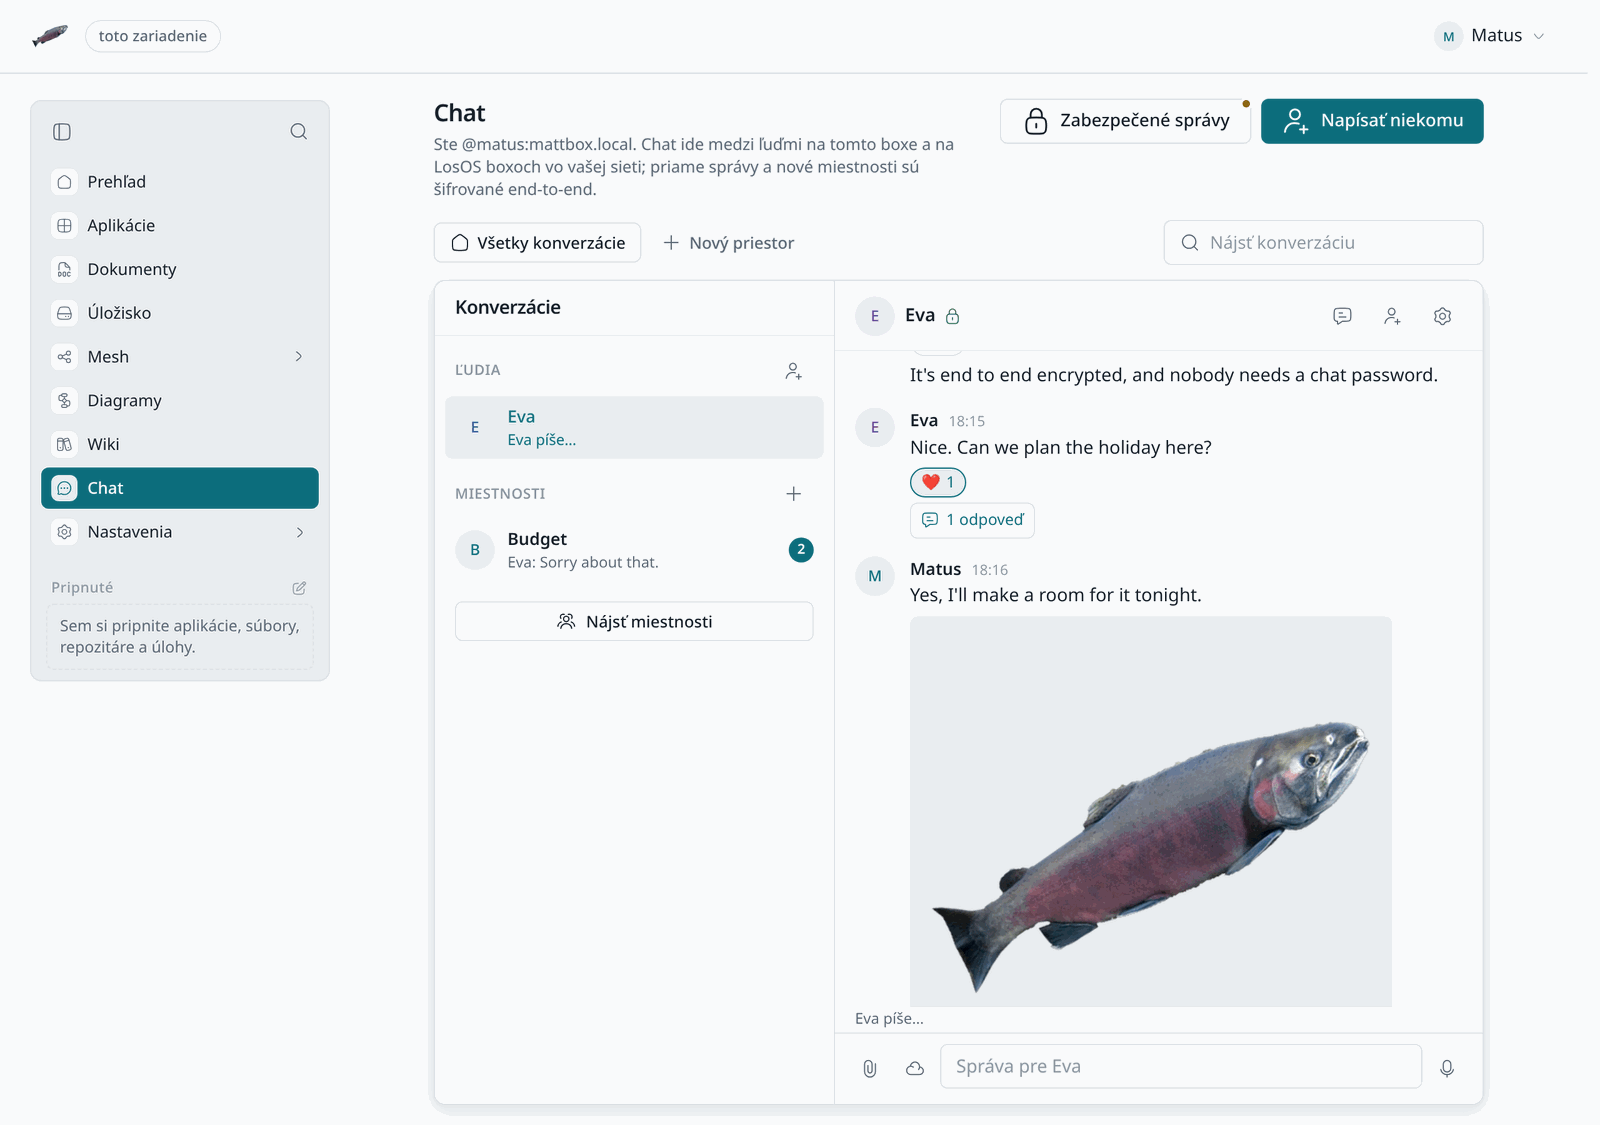 toto zariadenie
M Matus
Prehľad
Aplikácie
Dokumenty
Úložisko
Mesh
Diagramy
Wiki
Chat
Nastavenia
Pripnuté
Sem si pripnite aplikácie, súbory,
repozitáre a úlohy.
Chat
Ste @matus:mattbox.local. Chat ide medzi ľuďmi na tomto boxe a na
LosOS boxoch vo vašej sieti; priame správy a nové miestnosti sú
šifrované end-to-end.
Zabezpečené správy
Napísať niekomu
Všetky konverzácie
Nový priestor
Nájsť konverzáciu
Konverzácie
ĽUDIA
E Eva
Eva píše...
MIESTNOSTI
B Budget 2
Eva: Sorry about that.
Nájsť miestnosti
E Eva
It's end to end encrypted, and nobody needs a chat password.
E Eva 18:15
Nice. Can we plan the holiday here?
❤️ 1
1 odpoveď
M Matus 18:16
Yes, I'll make a room for it tonight.
Eva píše...
Správa pre Eva